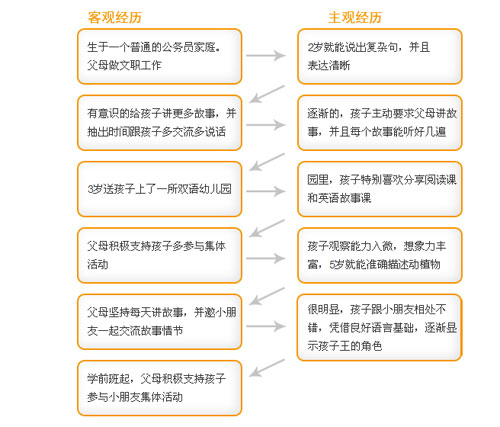 客观经历
主观经历
生于一个普通的公务员家庭。
父母做文职工作
2岁就能说出复杂句，并且
表达清晰
有意识的给孩子讲更多故事，并
抽出时间跟孩子多交流多说话
逐渐的，孩子主动要求父母讲故
事，并且每个故事能听好几遍
3岁送孩子上了一所双语幼儿园
园里，孩子特别喜欢分享阅读课
和英语故事课
父母积极支持孩子多参与集体
活动
孩子观察能力入微，想象力丰
富，5岁就能准确描述动植物
父母坚持每天讲故事，并邀小朋
友一起交流故事情节
很明显，孩子跟小朋友相处不
错，凭借良好语言基础，逐渐显
示孩子王的角色
学前班起，父母积极支持孩子
参与小朋友集体活动